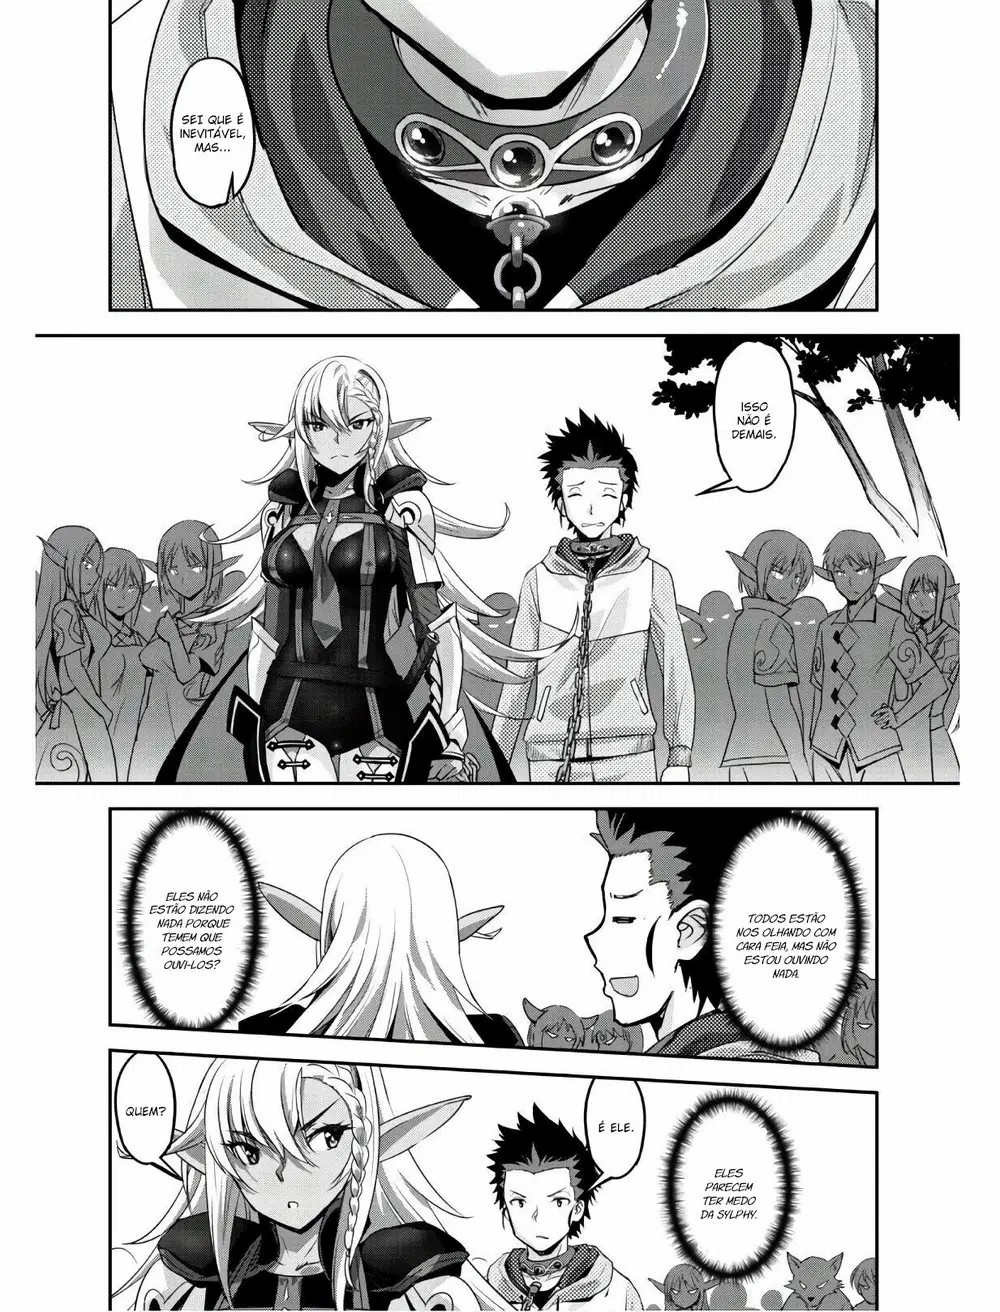 SEI QUE É
INEVITÁVEL,
MAS...
ISSO
NÃO É
DEMAIS.
TODOS ESTÃO
NOS OLHANDO COM
CARA FEIA, MAS NÃO
ESTOU OUVINDO
NADA.
ELES NÃO
ESTÃO DIZENDO
NADA PORQUE
TEMEM QUE
POSSAMOS
OUVI-LOS?
ELES
PARECEM
TER MEDO
DA SYLPHY.
É ELE.
QUEM?